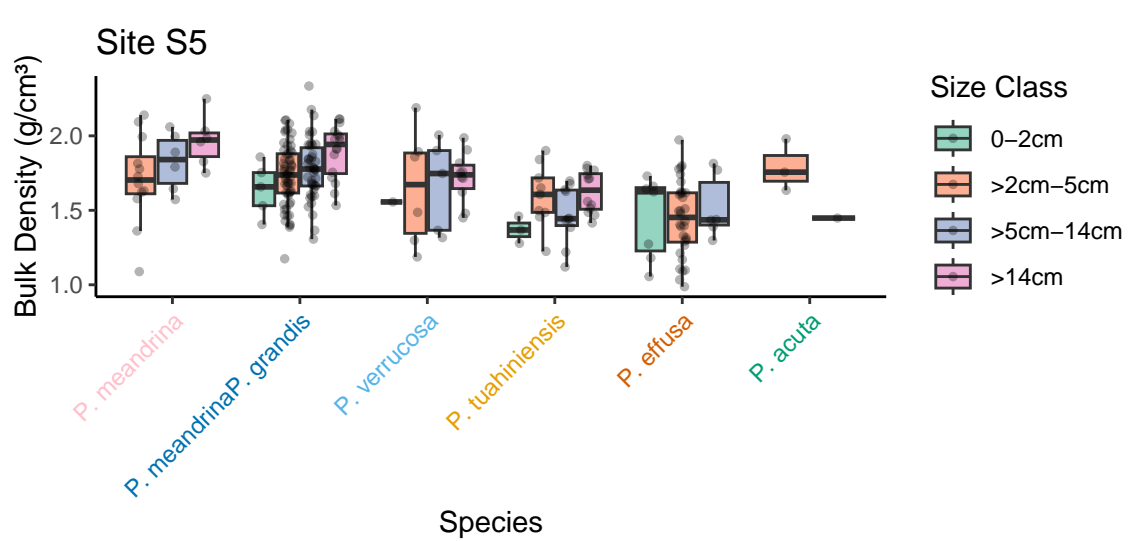 Site S5
Bulk Density (g/cm³)
2.0
1.5
1.0
P. meandrina
P. meandrinaP. grandis
P. verrucosa
P. tuahiniensis
P. effusa
P. acuta
Species
Size Class
0–2cm
>2cm–5cm
>5cm–14cm
>14cm